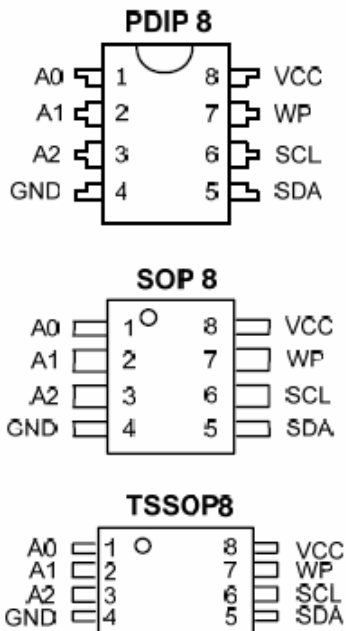 PDIP 8
A0 1 8 VCC
A1 2 7 WP
A2 3 6 SCL
GND 4 5 SDA
SOP 8
A0 1 8 VCC
A1 2 7 WP
A2 3 6 SCL
GND 4 5 SDA
TSSOP8
A0 1 8 VCC
A1 2 7 WP
A2 3 6 SCL
GND 4 5 SDA